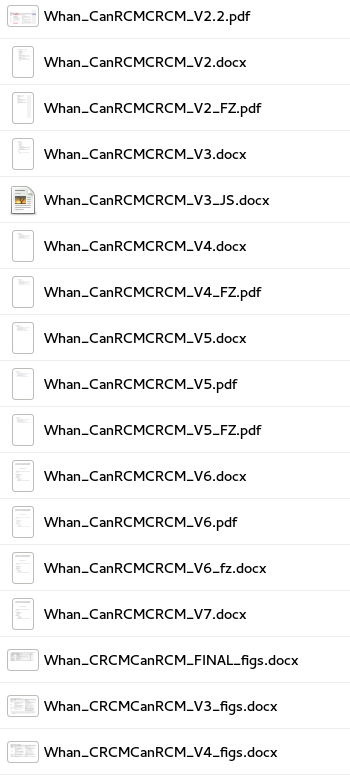 Whan_CanRCMCRCM_V2.2.pdf
Whan_CanRCMCRCM_V2.docx
Whan_CanRCMCRCM_V2_FZ.pdf
Whan_CanRCMCRCM_V3.docx
Whan_CanRCMCRCM_V3_JS.docx
Whan_CanRCMCRCM_V4.docx
Whan_CanRCMCRCM_V4_FZ.pdf
Whan_CanRCMCRCM_V5.docx
Whan_CanRCMCRCM_V5.pdf
Whan_CanRCMCRCM_V5_FZ.pdf
Whan_CanRCMCRCM_V6.docx
Whan_CanRCMCRCM_V6.pdf
Whan_CanRCMCRCM_V6_fz.docx
Whan_CanRCMCRCM_V7.docx
Whan_CRCMCanRCM_FINAL_figs.docx
Whan_CRCMCanRCM_V3_figs.docx
Whan_CRCMCanRCM_V4_figs.docx